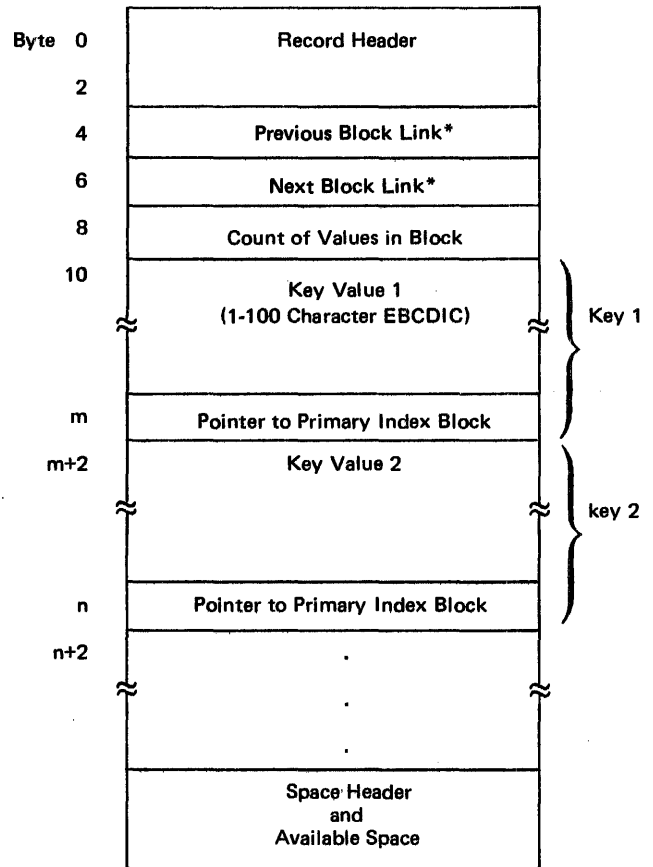 Byte 0 Record Header
2
4 Previous Block Link*
6 Next Block Link*
8 Count of Values in Block
10 Key Value 1
(1-100 Character EBCDIC) Key 1
m Pointer to Primary Index Block
m+2 Key Value 2
key 2
n Pointer to Primary Index Block
n+2 .
.
.
Space Header
and
Available Space